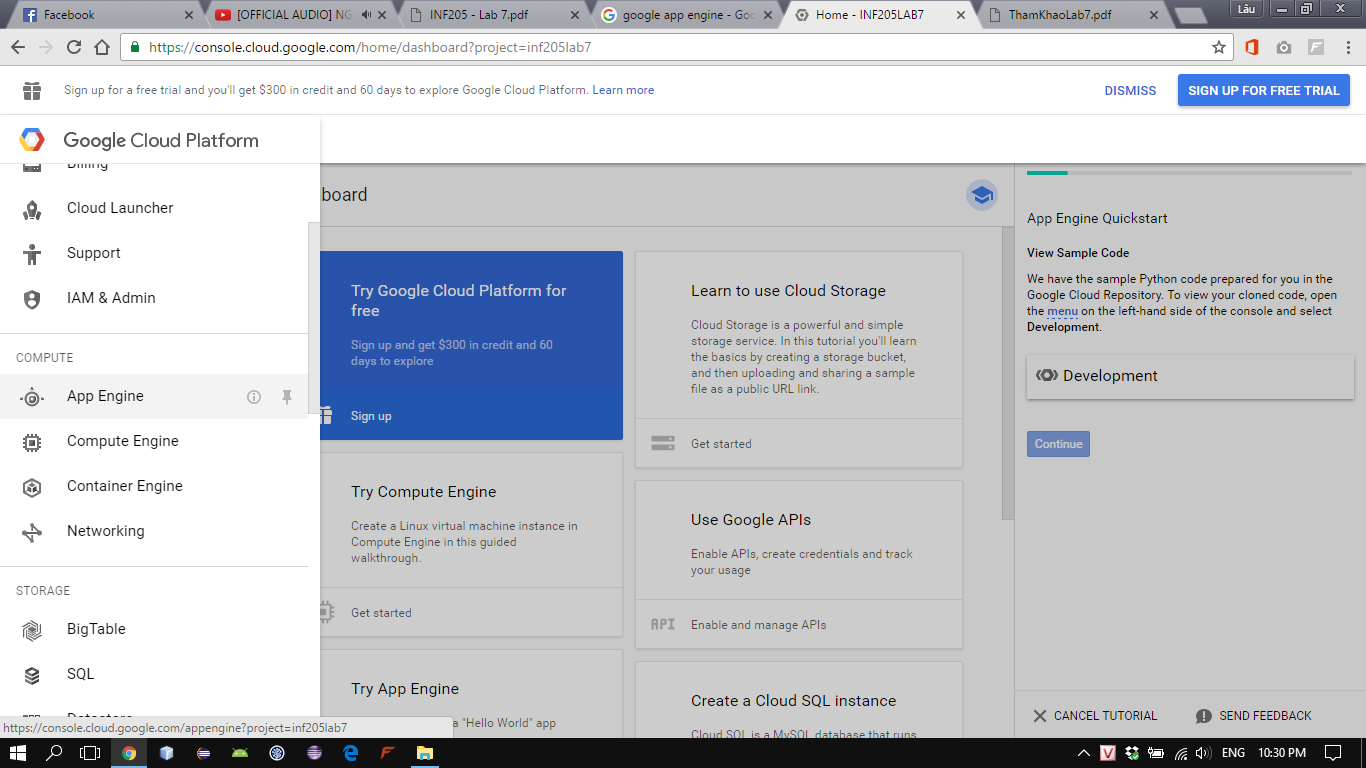 Facebook
[OFFICIAL AUDIO] NG
INF205 - Lab 7.pdf
google app engine - Goo
Home - INF205LAB7
ThamKhaoLab7.pdf
Lâu
https://console.cloud.google.com/home/dashboard?project=inf205lab7
Sign up for a free trial and you'll get $300 in credit and 60 days to explore Google Cloud Platform. Learn more
DISMISS
SIGN UP FOR FREE TRIAL
Google Cloud Platform
Billing
Cloud Launcher
Support
IAM & Admin
COMPUTE
App Engine
Compute Engine
Container Engine
Networking
STORAGE
BigTable
SQL
Datastore
https://console.cloud.google.com/appengine?project=inf205lab7
board
Try Google Cloud Platform for
free
Sign up and get $300 in credit and 60
days to explore
Sign up
Try Compute Engine
Create a Linux virtual machine instance in
Compute Engine in this guided
walkthrough.
Get started
Try App Engine
a "Hello World" app
Learn to use Cloud Storage
Cloud Storage is a powerful and simple
storage service. In this tutorial you'll learn
the basics by creating a storage bucket,
and then uploading and sharing a sample
file as a public URL link.
Get started
Use Google APIs
Enable APIs, create credentials and track
your usage
API
Enable and manage APIs
Create a Cloud SQL instance
Cloud SQL is a MySQL database that runs
App Engine Quickstart
View Sample Code
We have the sample Python code prepared for you in the
Google Cloud Repository. To view your cloned code, open
the menu on the left-hand side of the console and select
Development.
Development
Continue
CANCEL TUTORIAL
SEND FEEDBACK
ENG
10:30 PM